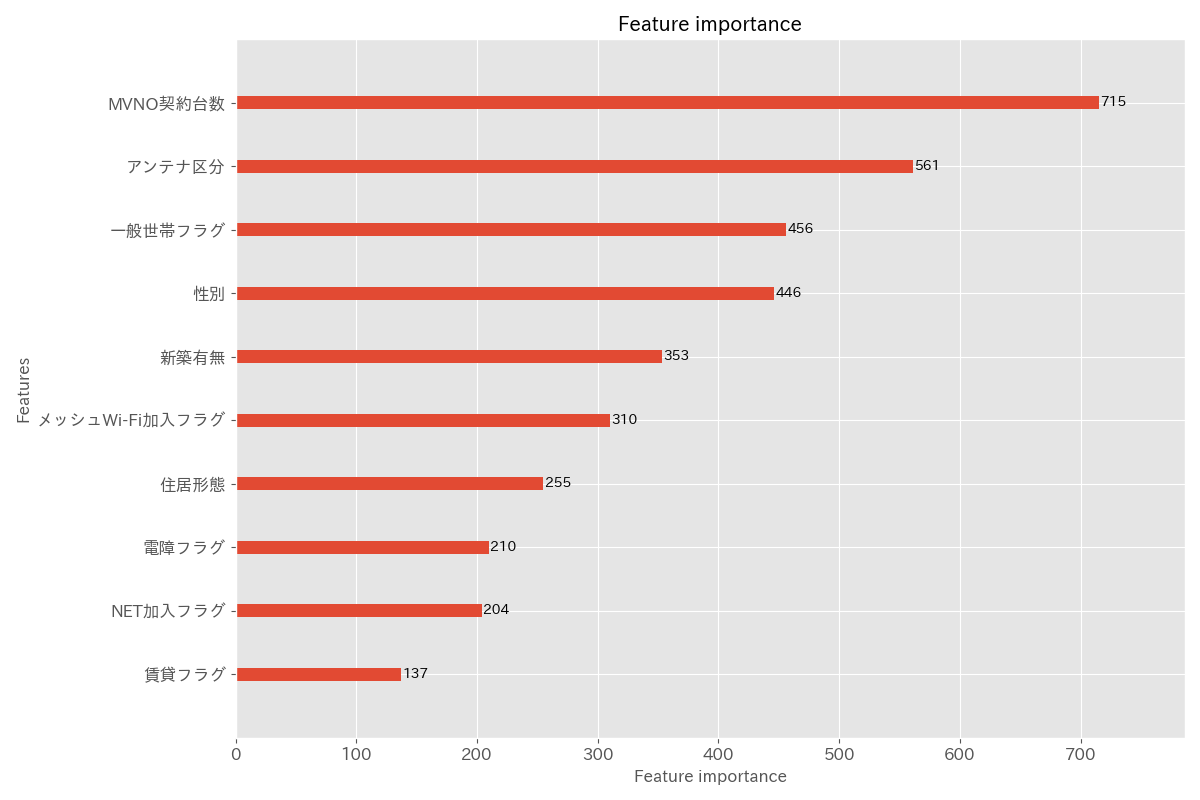 Feature importance
MVNO契約台数
715
アンテナ区分
561
一般世帯フラグ
456
性別
446
新築有無
353
メッシュWi-Fi加入フラグ
310
住居形態
255
電障フラグ
210
NET加入フラグ
204
賃貸フラグ
137
Features
0 100 200 300 400 500 600 700
Feature importance